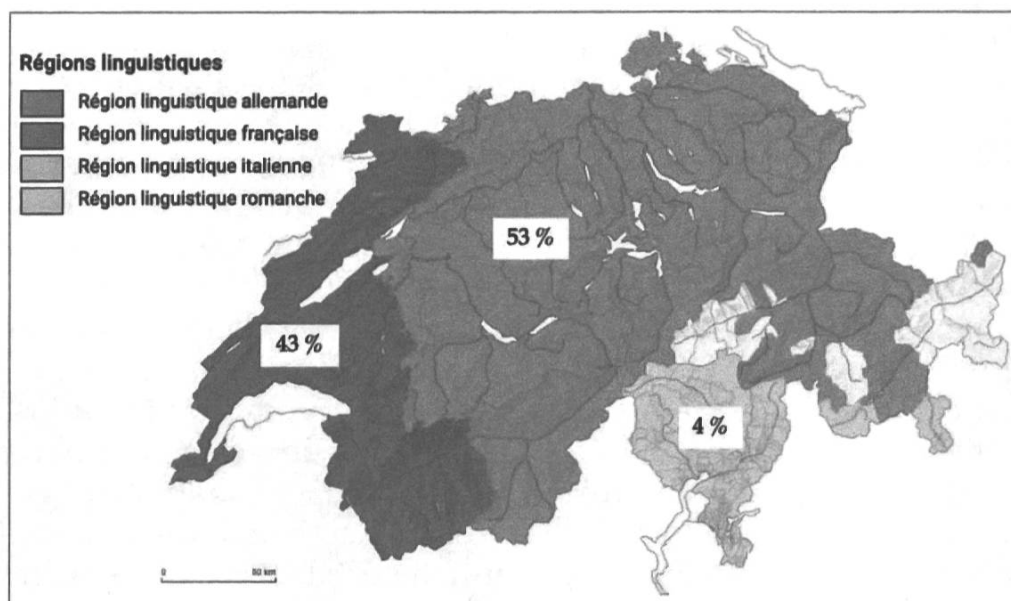 Régions linguistiques
Région linguistique allemande
Région linguistique française
Région linguistique italienne
Région linguistique romanche
53 %
43 %
4 %
0 50 km